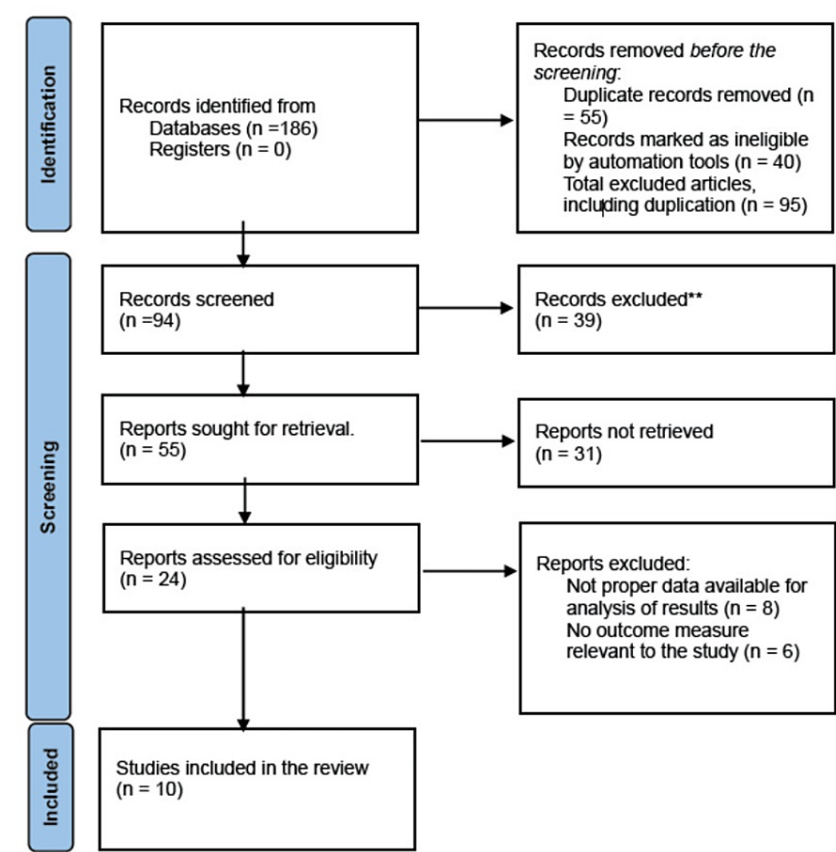 Identification
Records identified from
Databases (n =186)
Registers (n = 0)
Records removed before the
screening:
Duplicate records removed (n
= 55)
Records marked as ineligible
by automation tools (n = 40)
Total excluded articles,
including duplication (n = 95)
Screening
Records screened
(n =94)
Records excluded**
(n = 39)
Reports sought for retrieval.
(n = 55)
Reports not retrieved
(n = 31)
Reports assessed for eligibility
(n = 24)
Reports excluded:
Not proper data available for
analysis of results (n = 8)
No outcome measure
relevant to the study (n = 6)
Included
Studies included in the review
(n = 10)